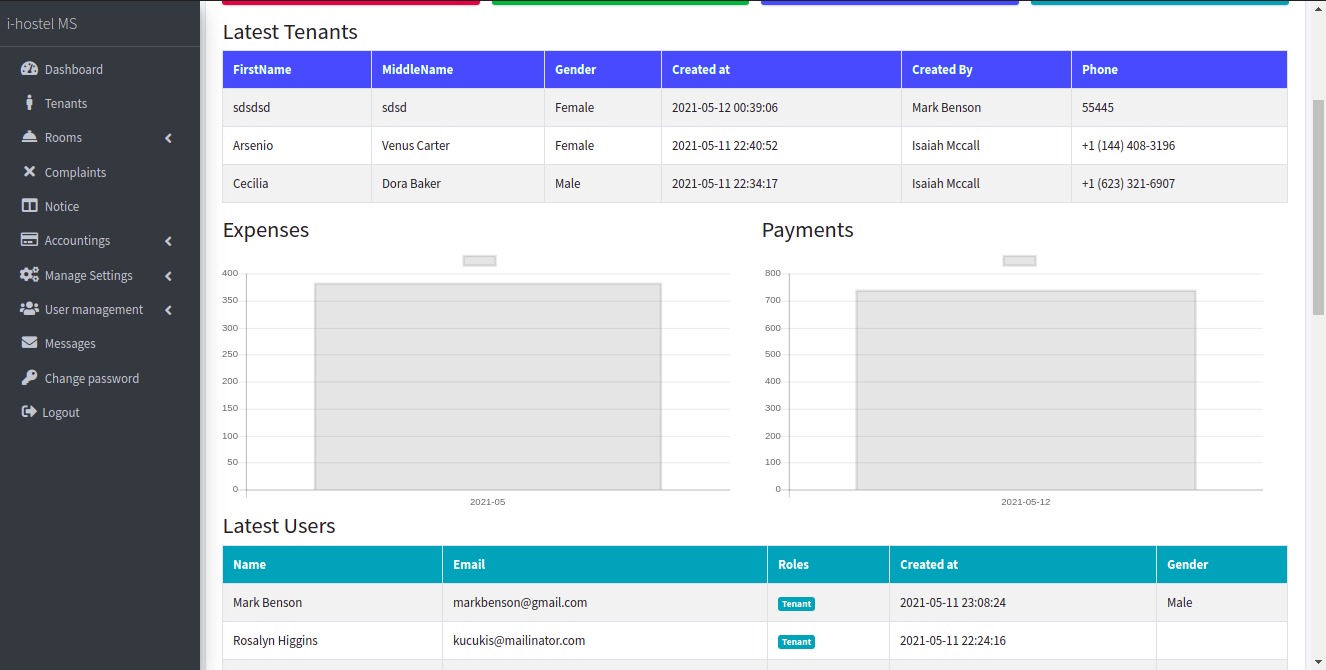 i-hostel MS
Dashboard
Tenants
Rooms
Complaints
Notice
Accountings
Manage Settings
User management
Messages
Change password
Logout
Latest Tenants
FirstName MiddleName Gender Created at Created By Phone
sdsdsd sdsd Female 2021-05-12 00:39:06 Mark Benson 55445
Arsenio Venus Carter Female 2021-05-11 22:40:52 Isaiah Mccall +1 (144) 408-3196
Cecilia Dora Baker Male 2021-05-11 22:34:17 Isaiah Mccall +1 (623) 321-6907
Expenses
400
350
300
250
200
150
100
50
0
2021-05
Payments
800
700
600
500
400
300
200
100
0
2021-05-12
Latest Users
Name Email Roles Created at Gender
Mark Benson markbenson@gmail.com Tenant 2021-05-11 23:08:24 Male
Rosalyn Higgins kucukis@mailinator.com Tenant 2021-05-11 22:24:16